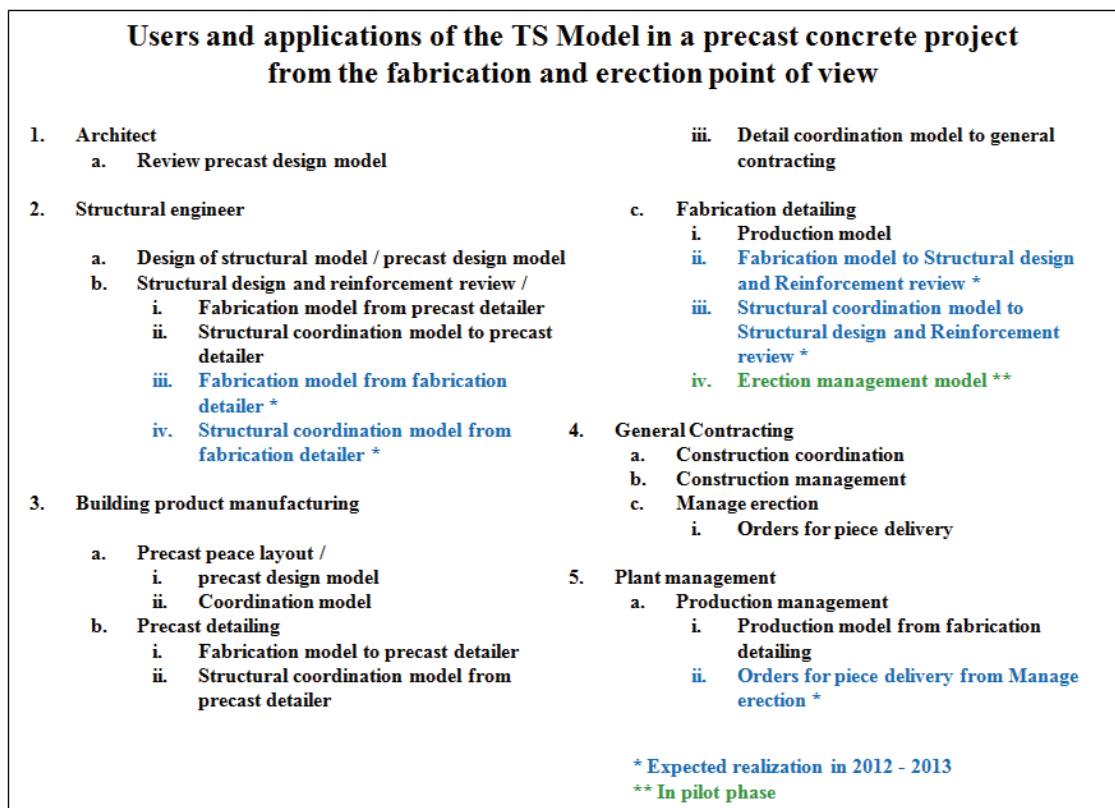 Users and applications of the TS Model in a precast concrete project
from the fabrication and erection point of view
1. Architect
a. Review precast design model
2. Structural engineer
a. Design of structural model / precast design model
b. Structural design and reinforcement review /
i. Fabrication model from precast detailer
ii. Structural coordination model to precast
detailer
iii. Fabrication model from fabrication
detailer *
iv. Structural coordination model from
fabrication detailer *
3. Building product manufacturing
a. Precast peace layout /
i. precast design model
ii. Coordination model
b. Precast detailing
i. Fabrication model to precast detailer
ii. Structural coordination model from
precast detailer
iii. Detail coordination model to general
contracting
c. Fabrication detailing
i. Production model
ii. Fabrication model to Structural design
and Reinforcement review *
iii. Structural coordination model to
Structural design and Reinforcement
review *
iv. Erection management model **
4. General Contracting
a. Construction coordination
b. Construction management
c. Manage erection
i. Orders for piece delivery
5. Plant management
a. Production management
i. Production model from fabrication
detailing
ii. Orders for piece delivery from Manage
erection *
* Expected realization in 2012 - 2013
** In pilot phase